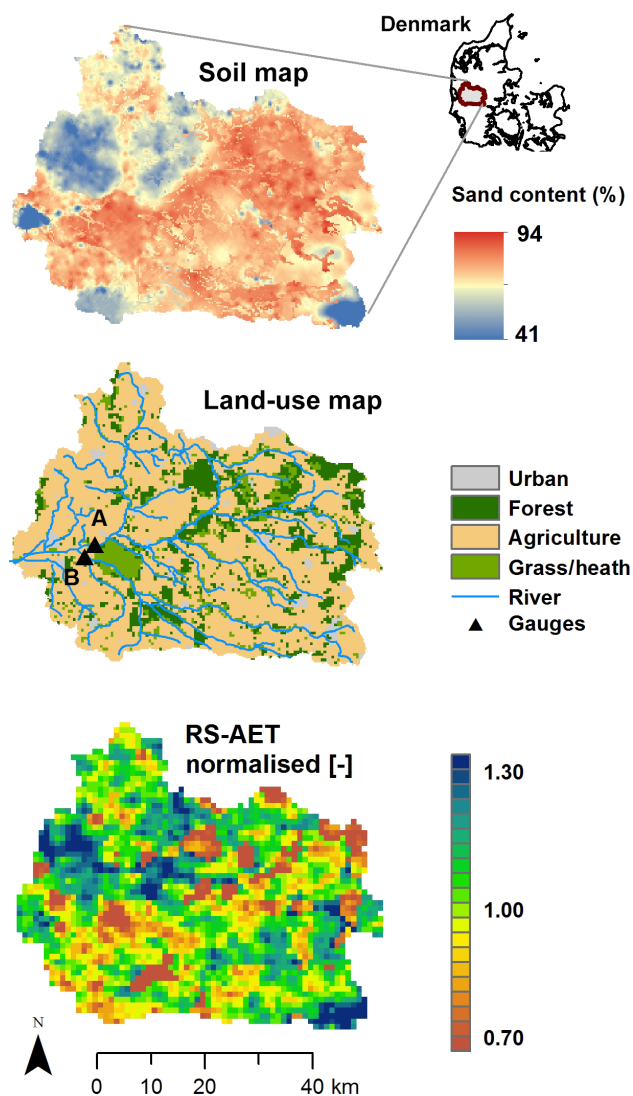 Denmark
Soil map
Sand content (%)
94
41
Land-use map
A
B
Urban
Forest
Agriculture
Grass/heath
River
Gauges
RS-AET
normalised [-]
1.30
1.00
0.70
N
0 10 20 40 km